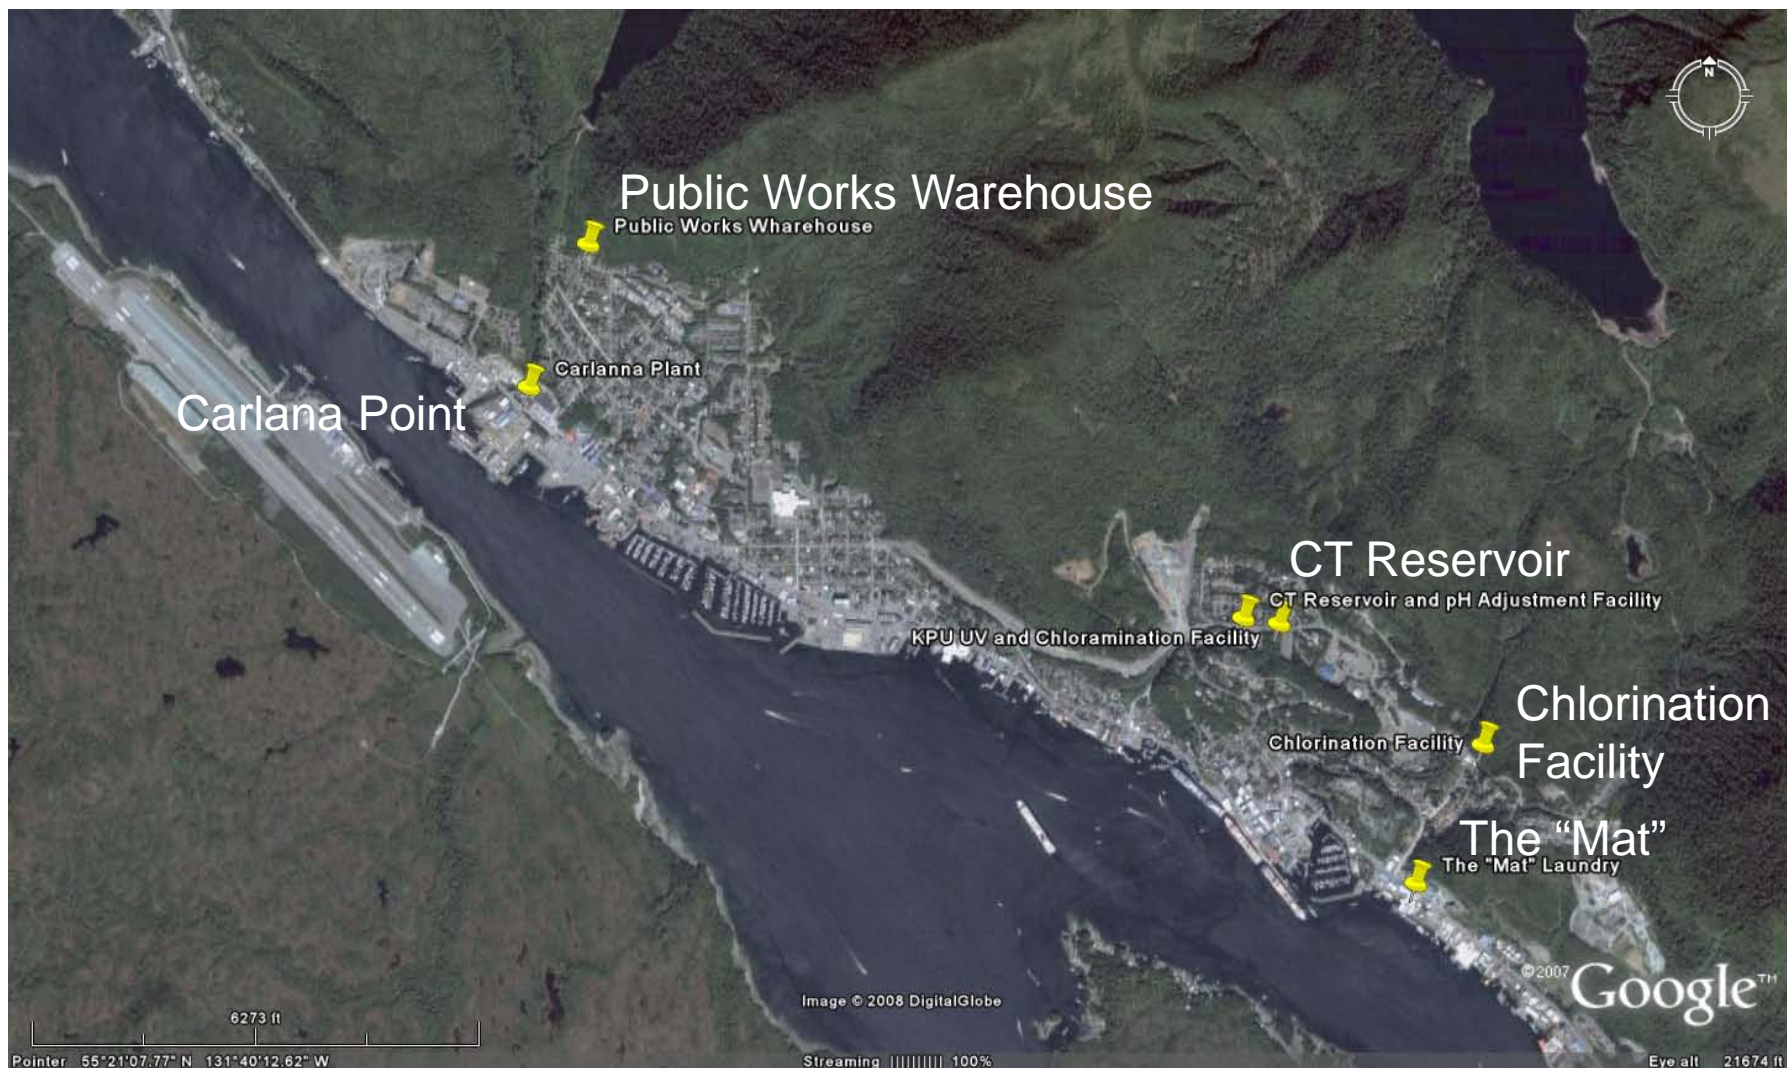 N
Public Works Warehouse
Public Works Wharehouse
Carlanna Plant
Carlana Point
CT Reservoir
CT Reservoir and pH Adjustment Facility
KPU UV and Chloramination Facility
Chlorination
Facility
Chlorination Facility
The “Mat”
The "Mat" Laundry
©2007 Google™
Image © 2008 DigitalGlobe
6273 ft
Pointer 55°21'07.77" N 131°40'12.62" W
Streaming |||||||||| 100%
Eye alt 21674 ft